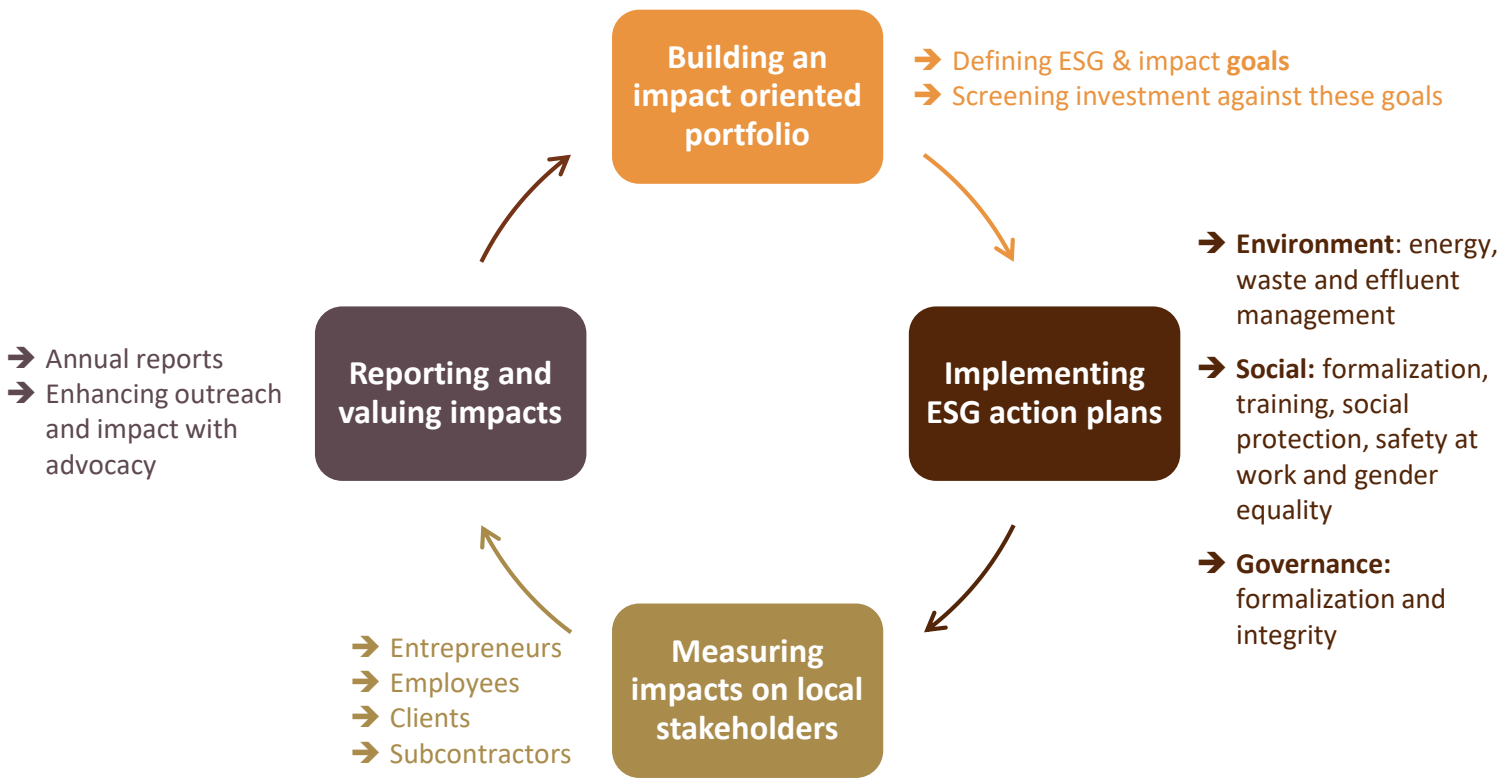 Building an
impact oriented
portfolio
➔ Defining ESG & impact goals
➔ Screening investment against these goals
Implementing
ESG action plans
➔ Environment: energy,
waste and effluent
management
➔ Social: formalization,
training, social
protection, safety at
work and gender
equality
➔ Governance:
formalization and
integrity
Measuring
impacts on local
stakeholders
➔ Entrepreneurs
➔ Employees
➔ Clients
➔ Subcontractors
Reporting and
valuing impacts
➔ Annual reports
➔ Enhancing outreach
and impact with
advocacy